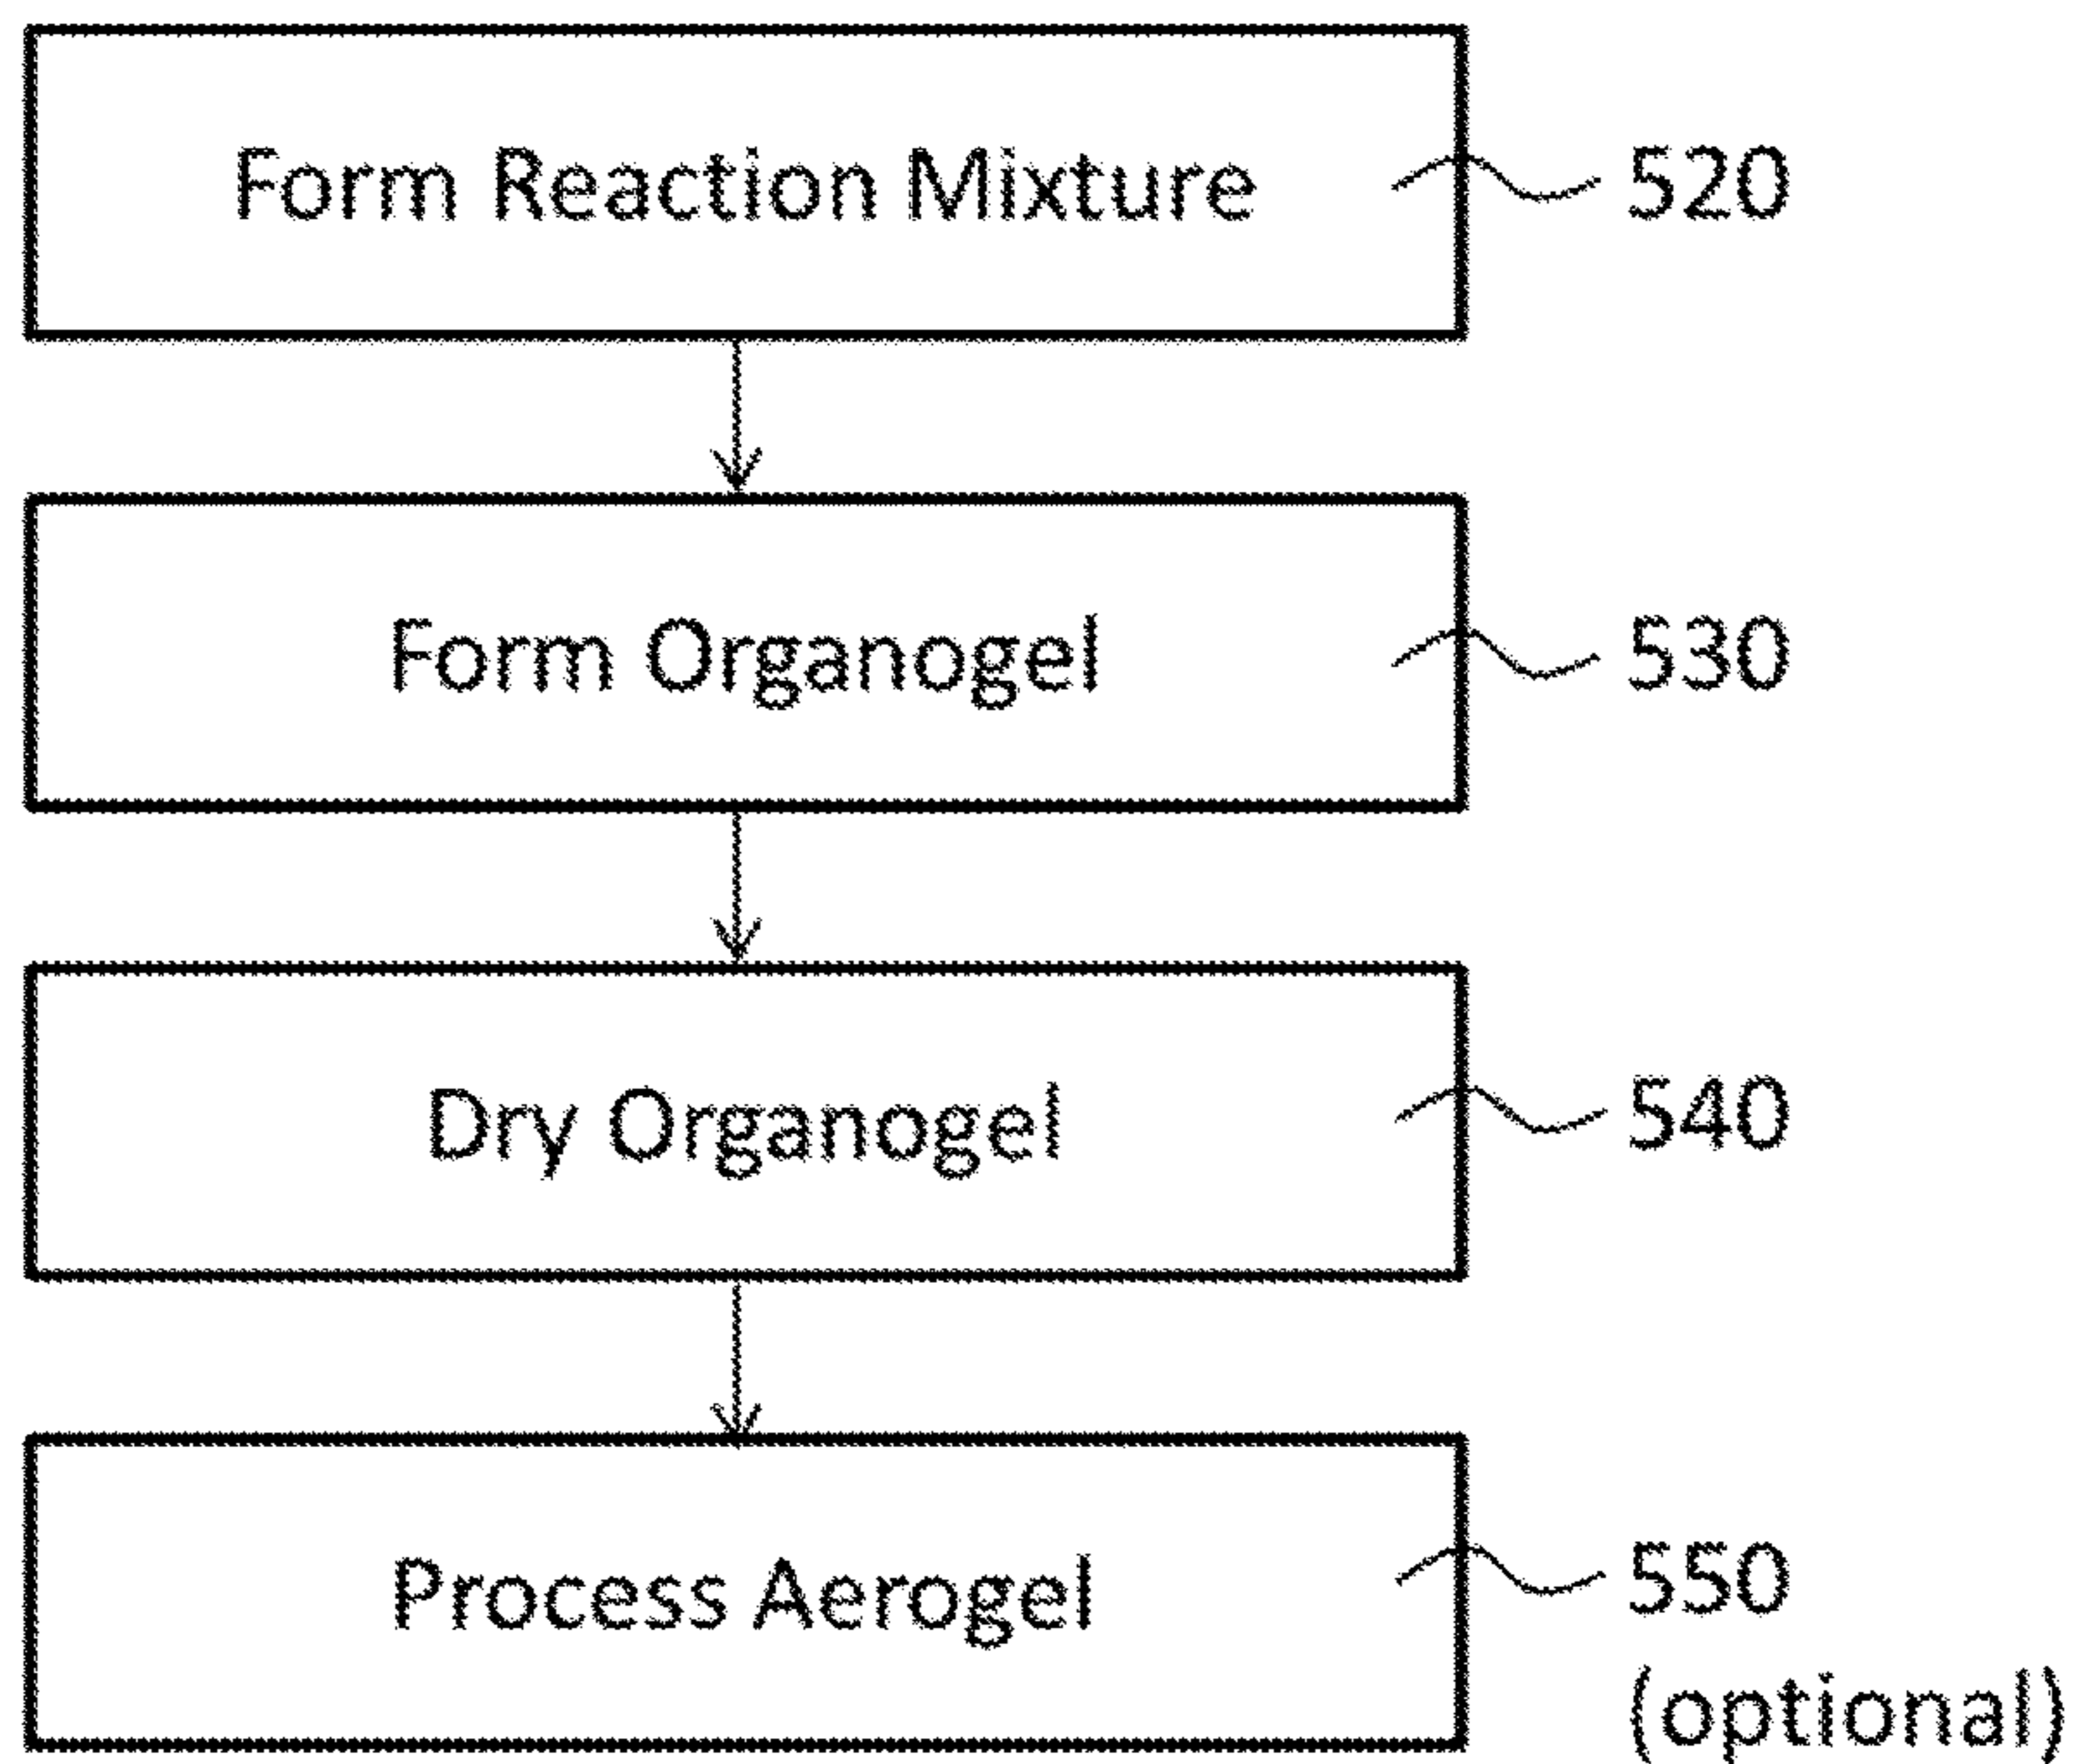 Form Reaction Mixture 520
Form Organogel 530
Dry Organogel 540
Process Aerogel 550
(optional)